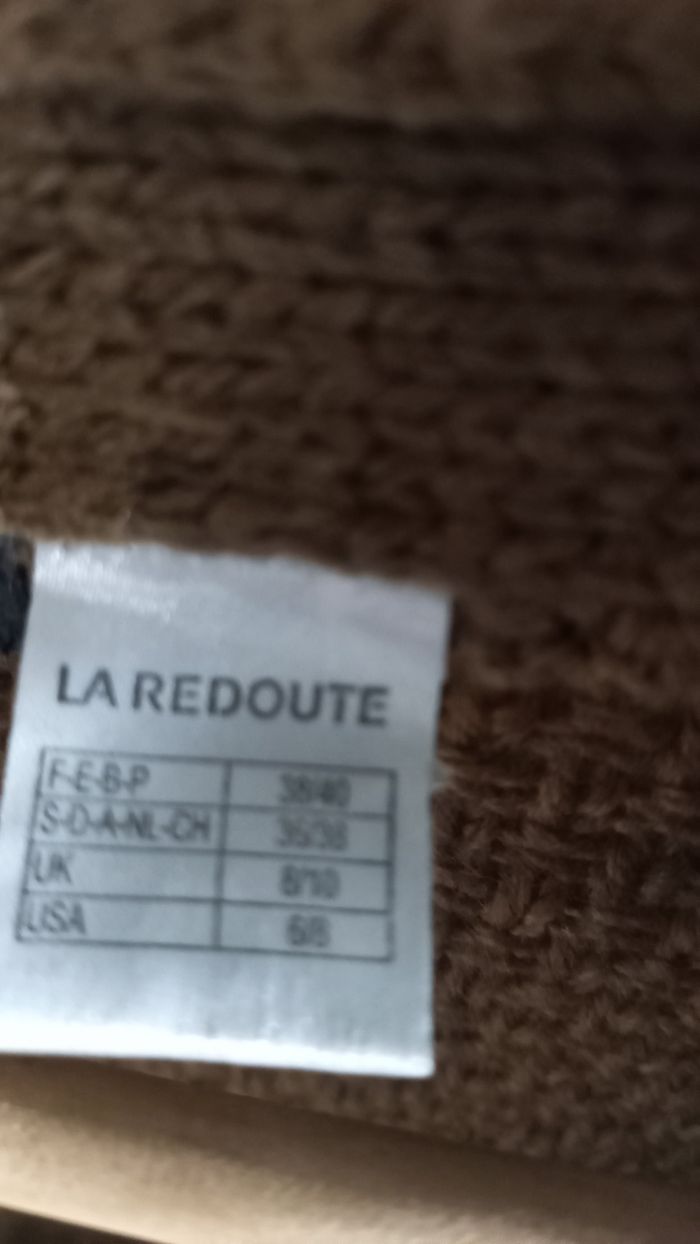 LA REDOUTE
F-E-B-P 38/40
S-D-A-NL-CH 36/38
UK 8/10
USA 6/8